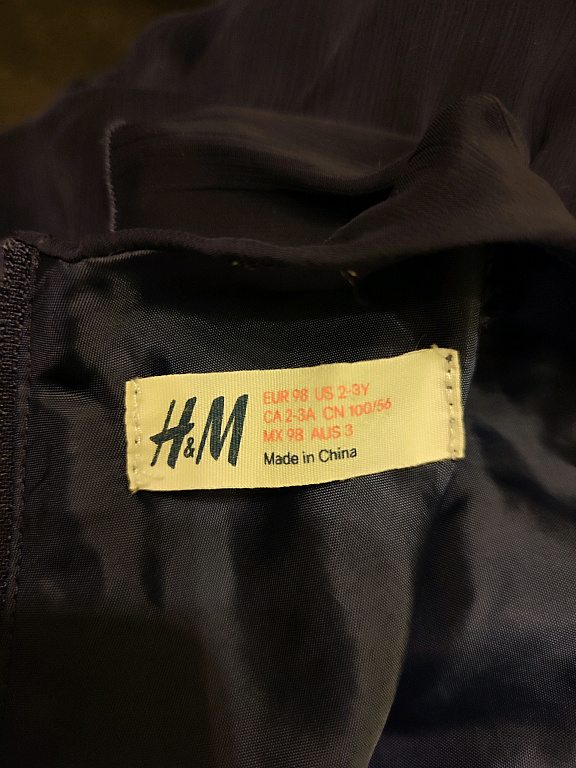 H&M
EUR 98 US 2-3Y
CA 2-3A CN 100/56
MX 98 AUS 3
Made in China